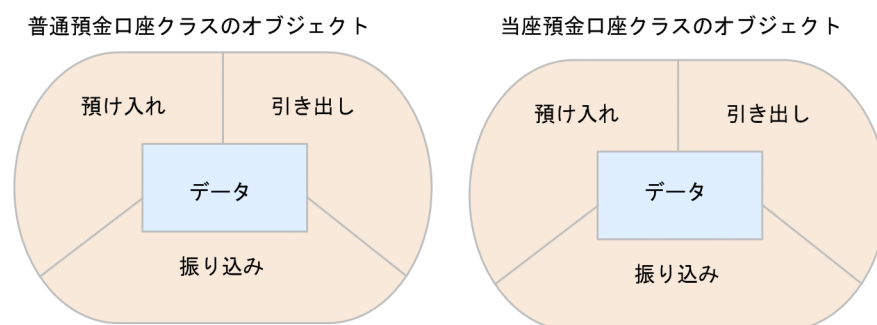 普通預金口座クラスのオブジェクト
預け入れ
引き出し
データ
振り込み
当座預金口座クラスのオブジェクト
預け入れ
引き出し
データ
振り込み